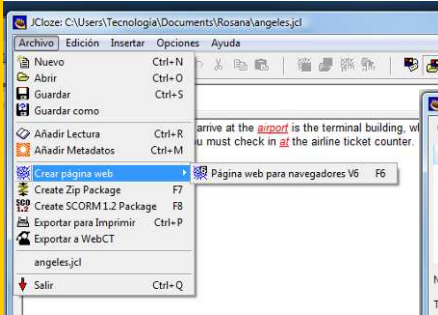 JCloze: C:\Users\Tecnologia\Documents\Rosana\angeles.jcl
Archivo Edición Insertar Opciones Ayuda
Nuevo Ctrl+N
Abrir Ctrl+O
Guardar Ctrl+S
Guardar como
Añadir Lectura Ctrl+R
Añadir Metadatos Ctrl+M
arrive at the airport is the terminal building,
must check in at the airline ticket counter.
Crear página web
Página web para navegadores V6 F6
Create Zip Package F7
Create SCORM 1.2 Package F8
Exportar para Imprimir Ctrl+P
Exportar a WebCT
angeles.jcl
Salir Ctrl+Q